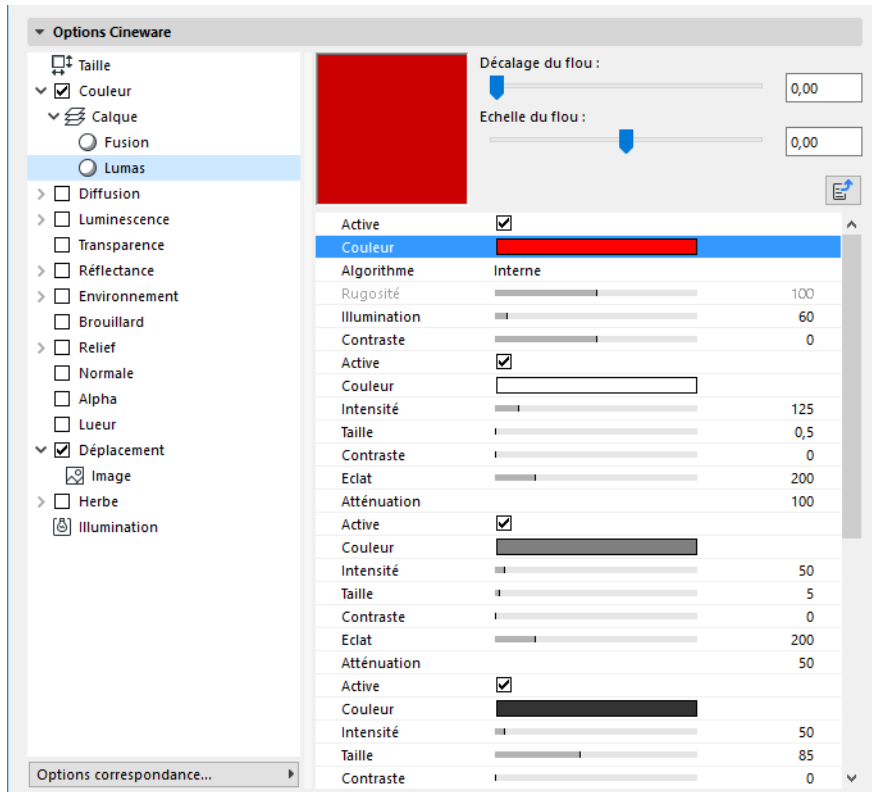 Options Cineware
Taille
Couleur
Calque
Fusion
Lumas
Diffusion
Luminescence
Transparence
Réflectance
Environnement
Brouillard
Relief
Normale
Alpha
Lueur
Déplacement
Image
Herbe
Illumination
Options correspondance...
Décalage du flou :
0,00
Echelle du flou :
0,00
Active
Couleur
Algorithme Interne
Rugosité 100
Illumination 60
Contraste 0
Active
Couleur
Intensité 125
Taille 0,5
Contraste 0
Eclat 200
Atténuation 100
Active
Couleur
Intensité 50
Taille 5
Contraste 0
Eclat 200
Atténuation 50
Active
Couleur
Intensité 50
Taille 85
Contraste 0